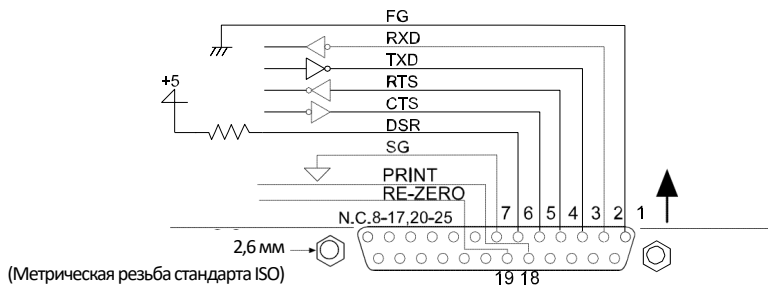 FG
RXD
TXD
RTS
+5
CTS
DSR
SG
PRINT
RE-ZERO
N.C.8-17,20-25
7 6 5 4 3 2 1
2,6 мм
(Метрическая резьба стандарта ISO)
19 18